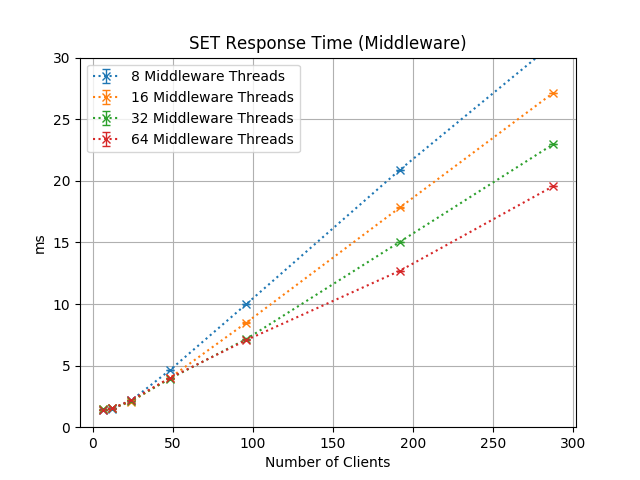 SET Response Time (Middleware)
8 Middleware Threads
16 Middleware Threads
32 Middleware Threads
64 Middleware Threads
ms
30
25
20
15
10
5
0
0 50 100 150 200 250 300
Number of Clients